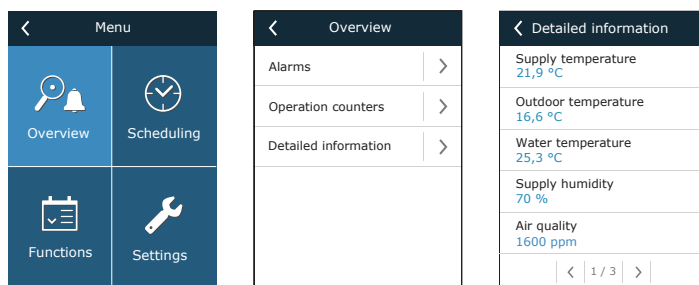 Menu
Overview
Scheduling
Functions
Settings
Overview
Alarms
Operation counters
Detailed information
Detailed information
Supply temperature
21,9 °C
Outdoor temperature
16,6 °C
Water temperature
25,3 °C
Supply humidity
70 %
Air quality
1600 ppm
1 / 3